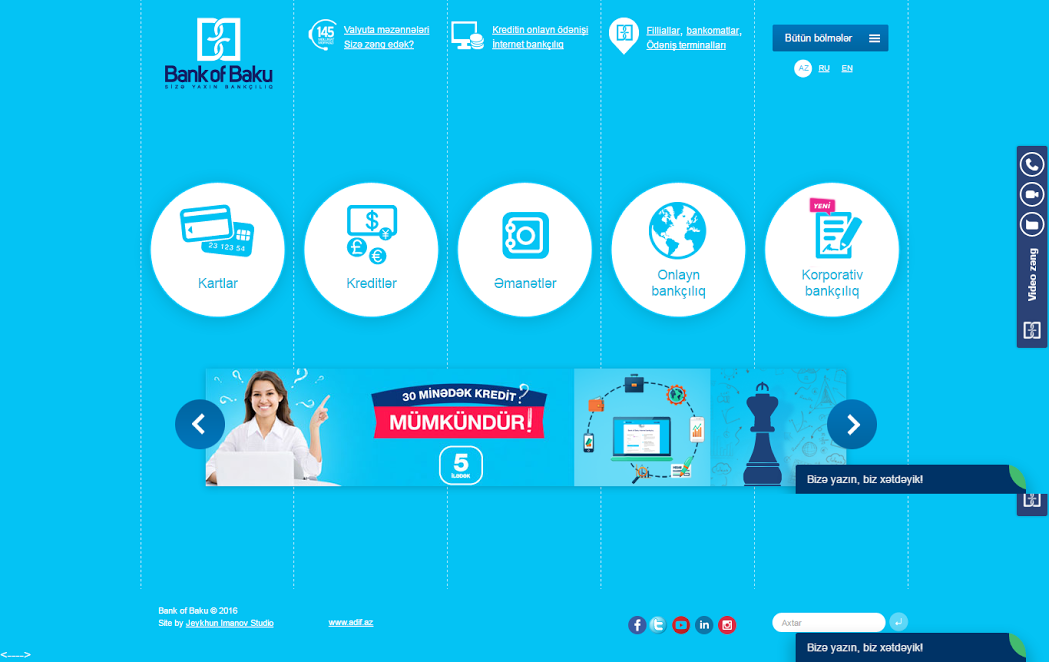 Bank of Baku
SİZƏ YAXIN BANKÇILIQ
145
Valyuta məzənnələri
Sizə zəng edək?
Kreditin onlayn ödənişi
İnternet bankçılıq
Filliallar, bankomatlar,
Ödəniş terminalları
Bütün bölmələr
AZ RU EN
23 123 54
Kartlar
Kreditlər
Əmanətlər
Onlayn
bankçılıq
YENİ
Korporativ
bankçılıq
Video zəng
30 MİNƏDƏK KREDİT?
MÜMKÜNDÜR!
5
İLƏDƏK
Bizə yazın, biz xətdəyik!
Bank of Baku © 2016
Site by Jeykhun Imanov Studio
www.adif.az
Axtar
Bizə yazın, biz xətdəyik!
<---->